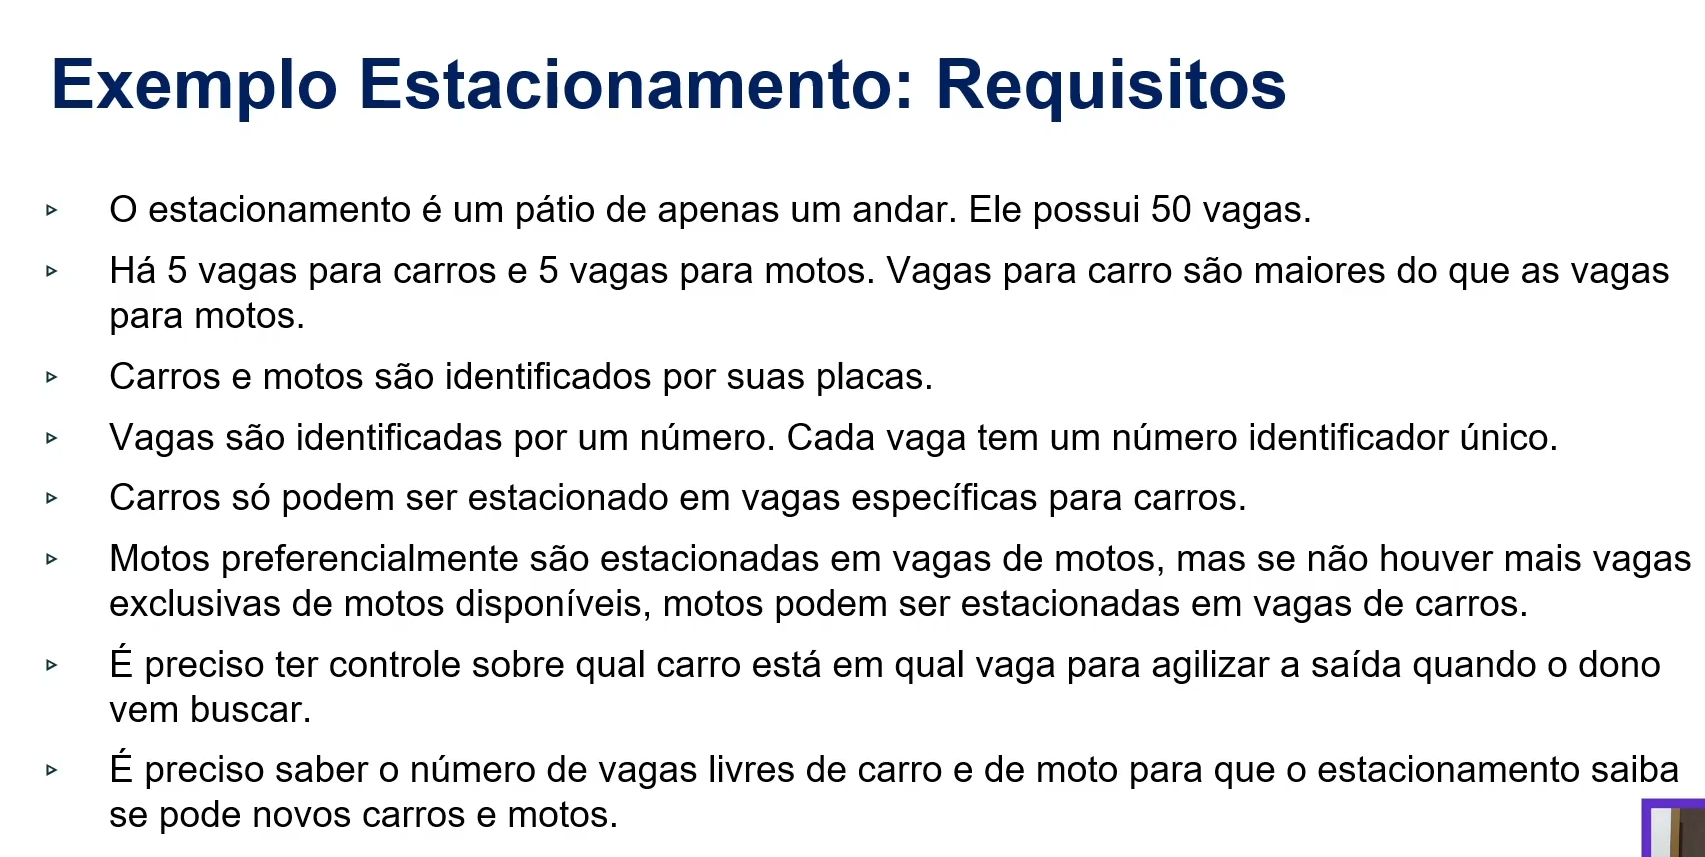 Exemplo Estacionamento: Requisitos
O estacionamento é um pátio de apenas um andar. Ele possui 50 vagas.
Há 5 vagas para carros e 5 vagas para motos. Vagas para carro são maiores do que as vagas
para motos.
Carros e motos são identificados por suas placas.
Vagas são identificadas por um número. Cada vaga tem um número identificador único.
Carros só podem ser estacionado em vagas específicas para carros.
Motos preferencialmente são estacionadas em vagas de motos, mas se não houver mais vagas
exclusivas de motos disponíveis, motos podem ser estacionadas em vagas de carros.
É preciso ter controle sobre qual carro está em qual vaga para agilizar a saída quando o dono
vem buscar.
É preciso saber o número de vagas livres de carro e de moto para que o estacionamento saiba
se pode novos carros e motos.